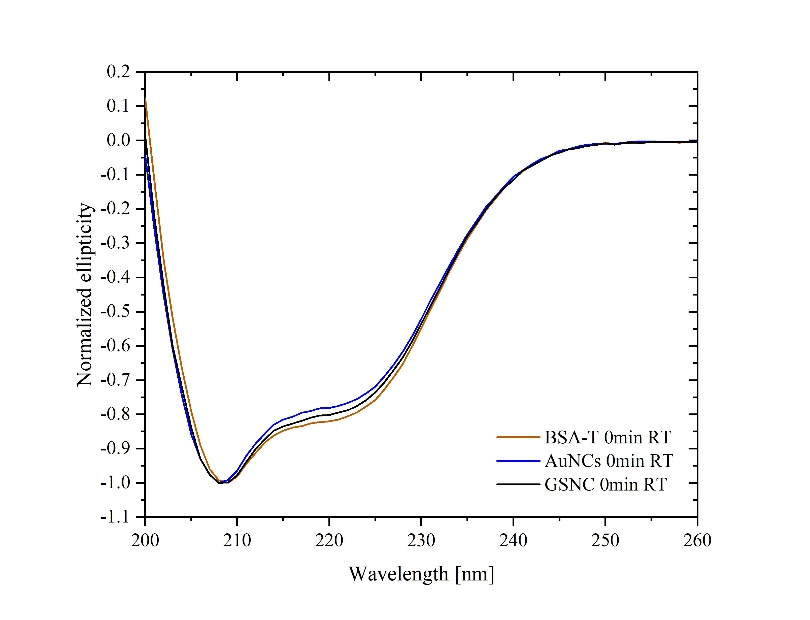 0.2
0.1
0.0
-0.1
-0.2
-0.3
-0.4
-0.5
-0.6
-0.7
-0.8
-0.9
-1.0
-1.1
Normalized ellipticity
BSA-T 0min RT
AuNCs 0min RT
GSNC 0min RT
200 210 220 230 240 250 260
Wavelength [nm]